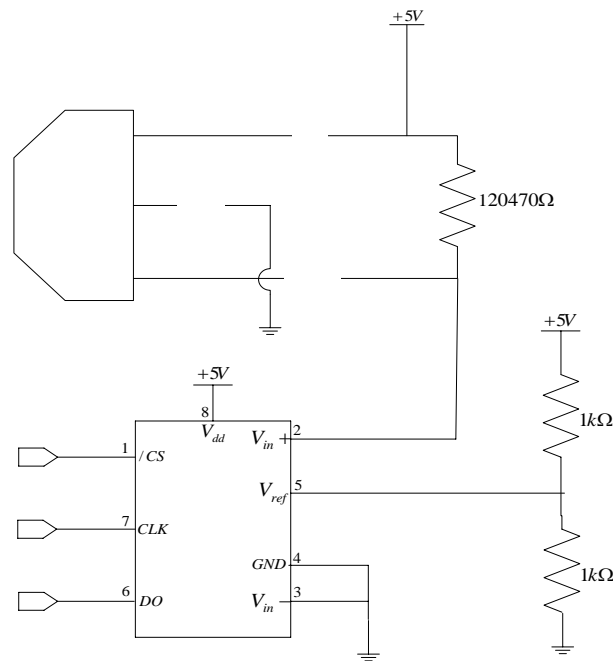 +5V
120470Ω
+5V
+5V
1kΩ
8
V_dd
V_in +
2
1
/CS
V_ref
5
7
CLK
GND
4
1kΩ
6
DO
V_in −
3